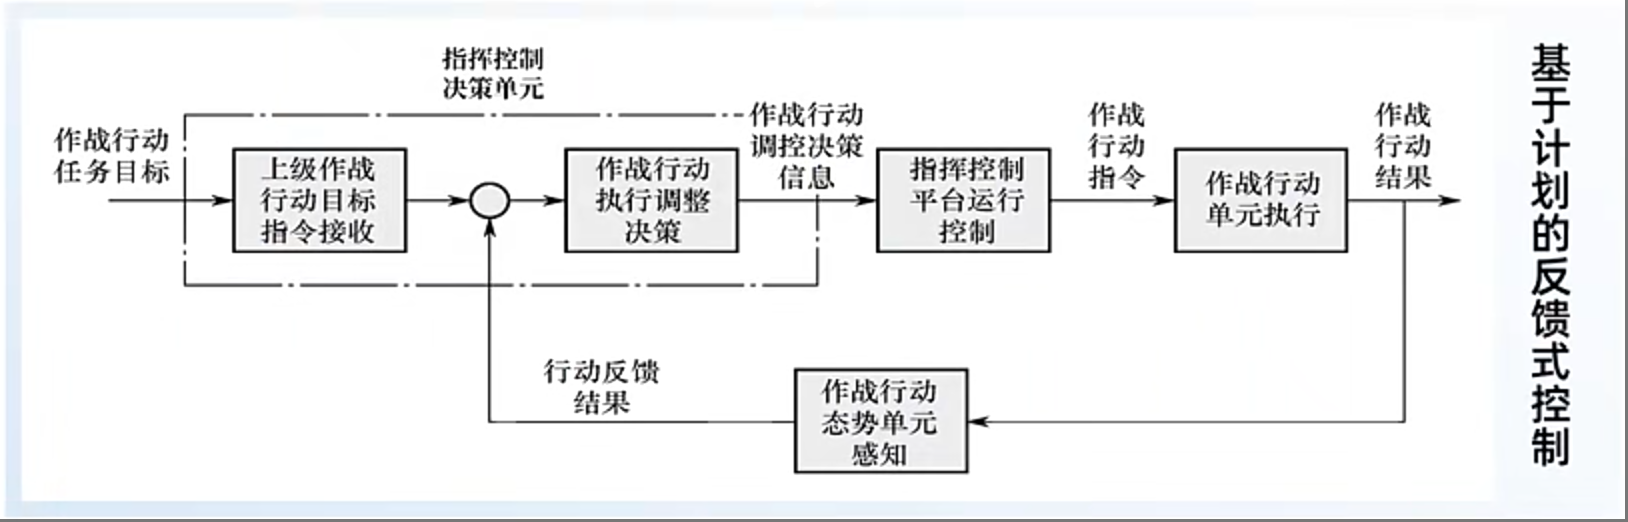 指挥控制
决策单元
作战行动
任务目标
上级作战
行动目标
指令接收
作战行动
执行调整
决策
作战行动
调控决策
信息
指挥控制
平台运行
控制
作战
行动
指令
作战行动
单元执行
作战
行动
结果
行动反馈
结果
作战行动
态势单元
感知
基于计划的反馈式控制